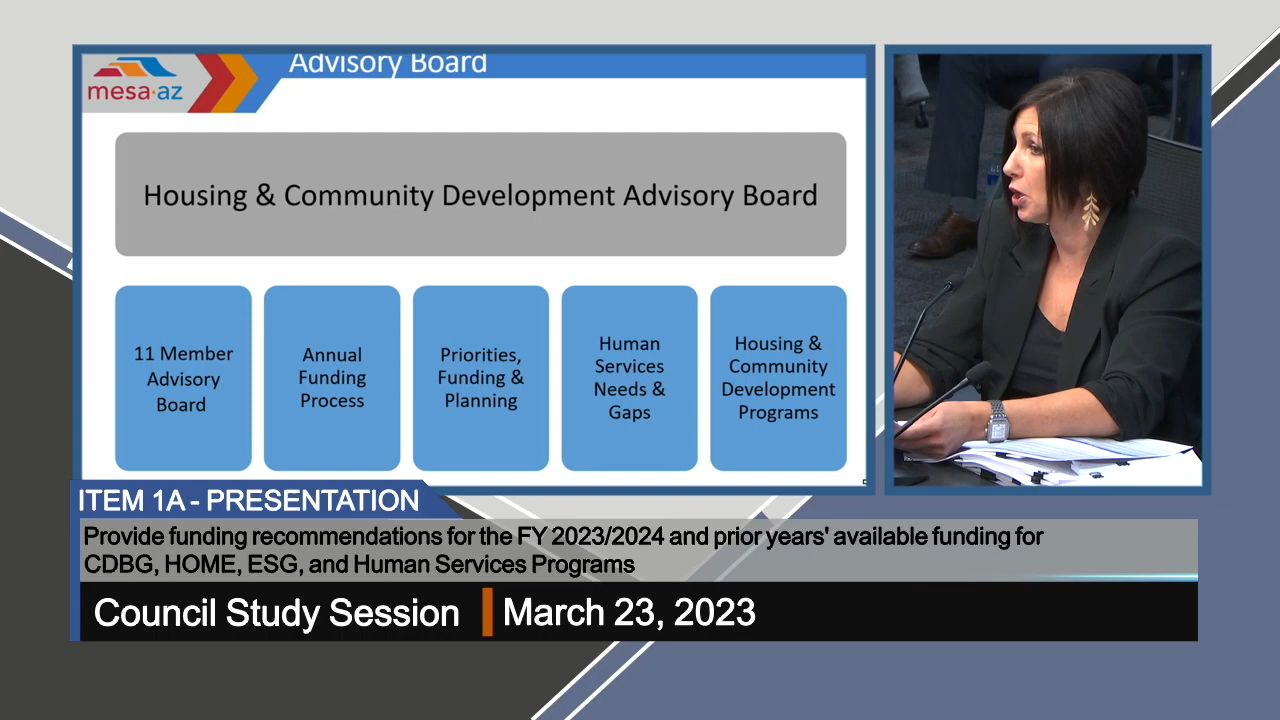 Advisory Board
mesa·az
Housing & Community Development Advisory Board
11 Member
Advisory
Board
Annual
Funding
Process
Priorities,
Funding &
Planning
Human
Services
Needs &
Gaps
Housing &
Community
Development
Programs
ITEM 1A - PRESENTATION
Provide funding recommendations for the FY 2023/2024 and prior years' available funding for
CDBG, HOME, ESG, and Human Services Programs
Council Study Session
March 23, 2023